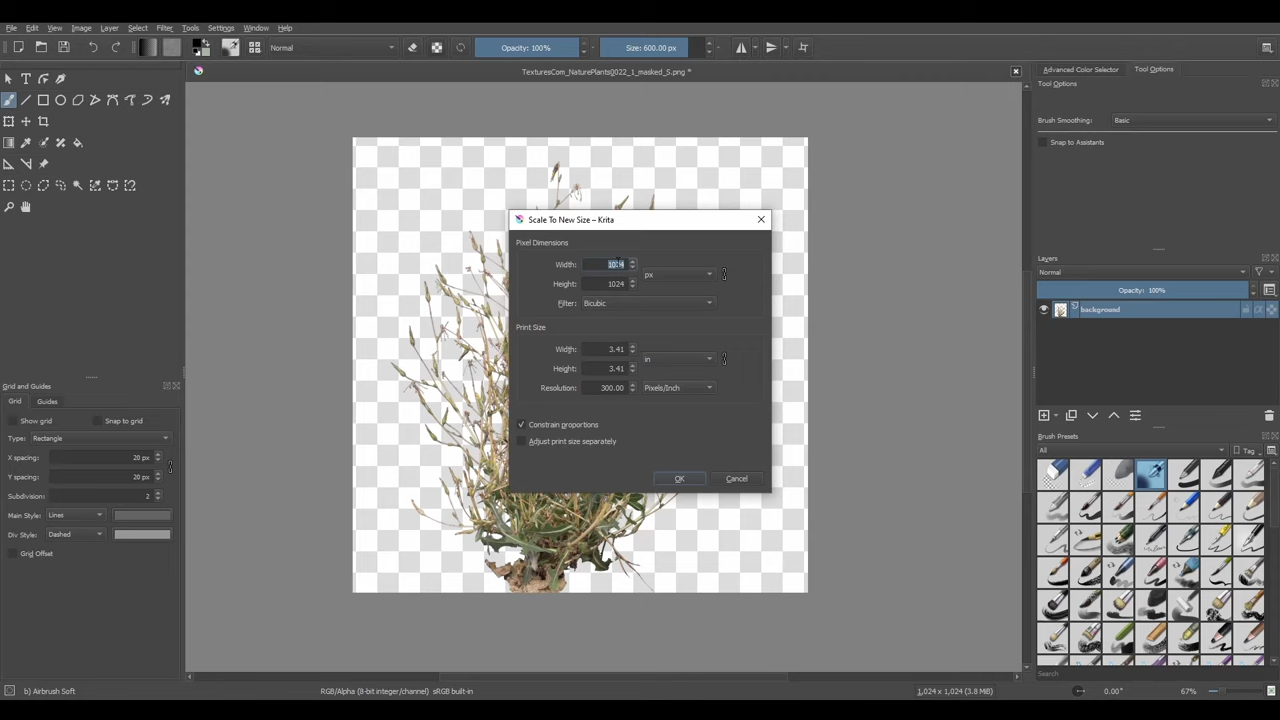 File Edit View Image Layer Select Filter Tools Settings Window Help
Normal
Opacity: 100%
Size: 600.00 px
TexturesCom_NaturePlants0022_1_masked_S.png *
Advanced Color Selector
Tool Options
Tool Options
Brush Smoothing: Basic
Snap to Assistants
Scale To New Size – Krita
Pixel Dimensions
Width: 1024
px
Height: 1024
Filter: Bicubic
Print Size
Width: 3.41
in
Height: 3.41
Resolution: 300.00 Pixels/Inch
Constrain proportions
Adjust print size separately
OK
Cancel
Layers
Normal
Opacity: 100%
background
Grid and Guides
Grid Guides
Show grid Snap to grid
Type: Rectangle
X spacing: 20 px
Y spacing: 20 px
Subdivision: 2
Main Style: Lines
Div Style: Dashed
Grid Offset
Brush Presets
All
Tag
Search
b) Airbrush Soft
RGB/Alpha (8-bit integer/channel) sRGB built-in
1,024 x 1,024 (3.8 MiB)
0.00°
67%